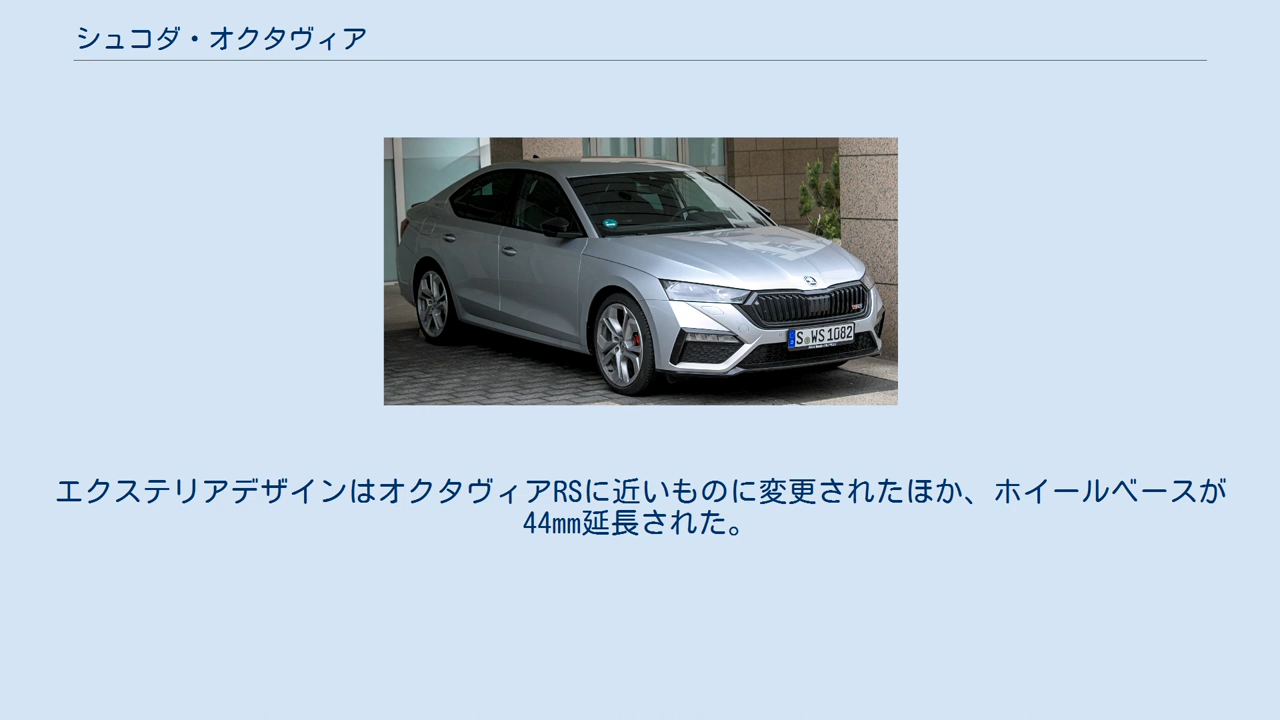 シュコダ・オクタヴィア
S WS 1082
エクステリアデザインはオクタヴィアRSに近いものに変更されたほか、ホイールベースが
44mm延長された。